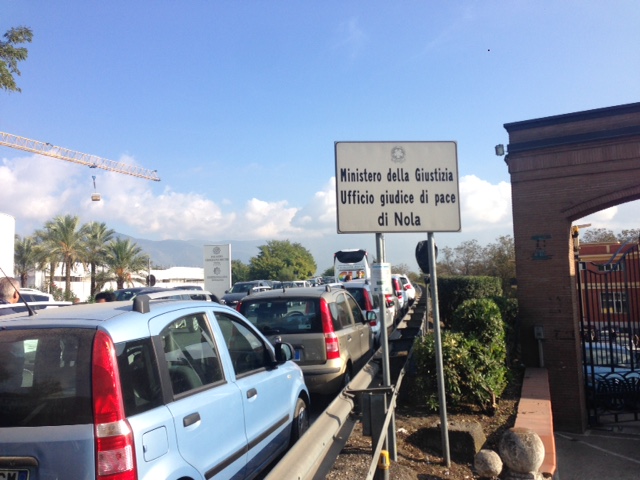 Ministero della Giustizia
Ufficio giudice di pace
di Nola